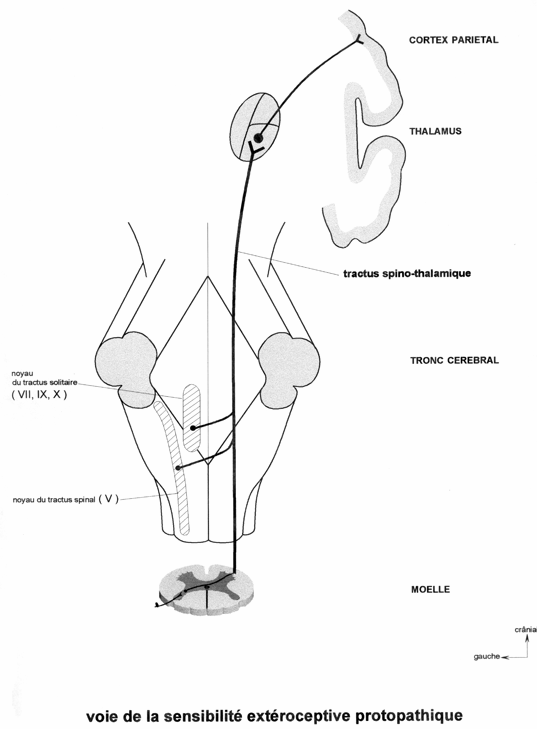 CORTEX PARIETAL
THALAMUS
tractus spino-thalamique
TRONC CEREBRAL
noyau
du tractus solitaire
( VII, IX, X )
noyau du tractus spinal ( V )
MOELLE
crânial
gauche
voie de la sensibilité extéroceptive protopathique